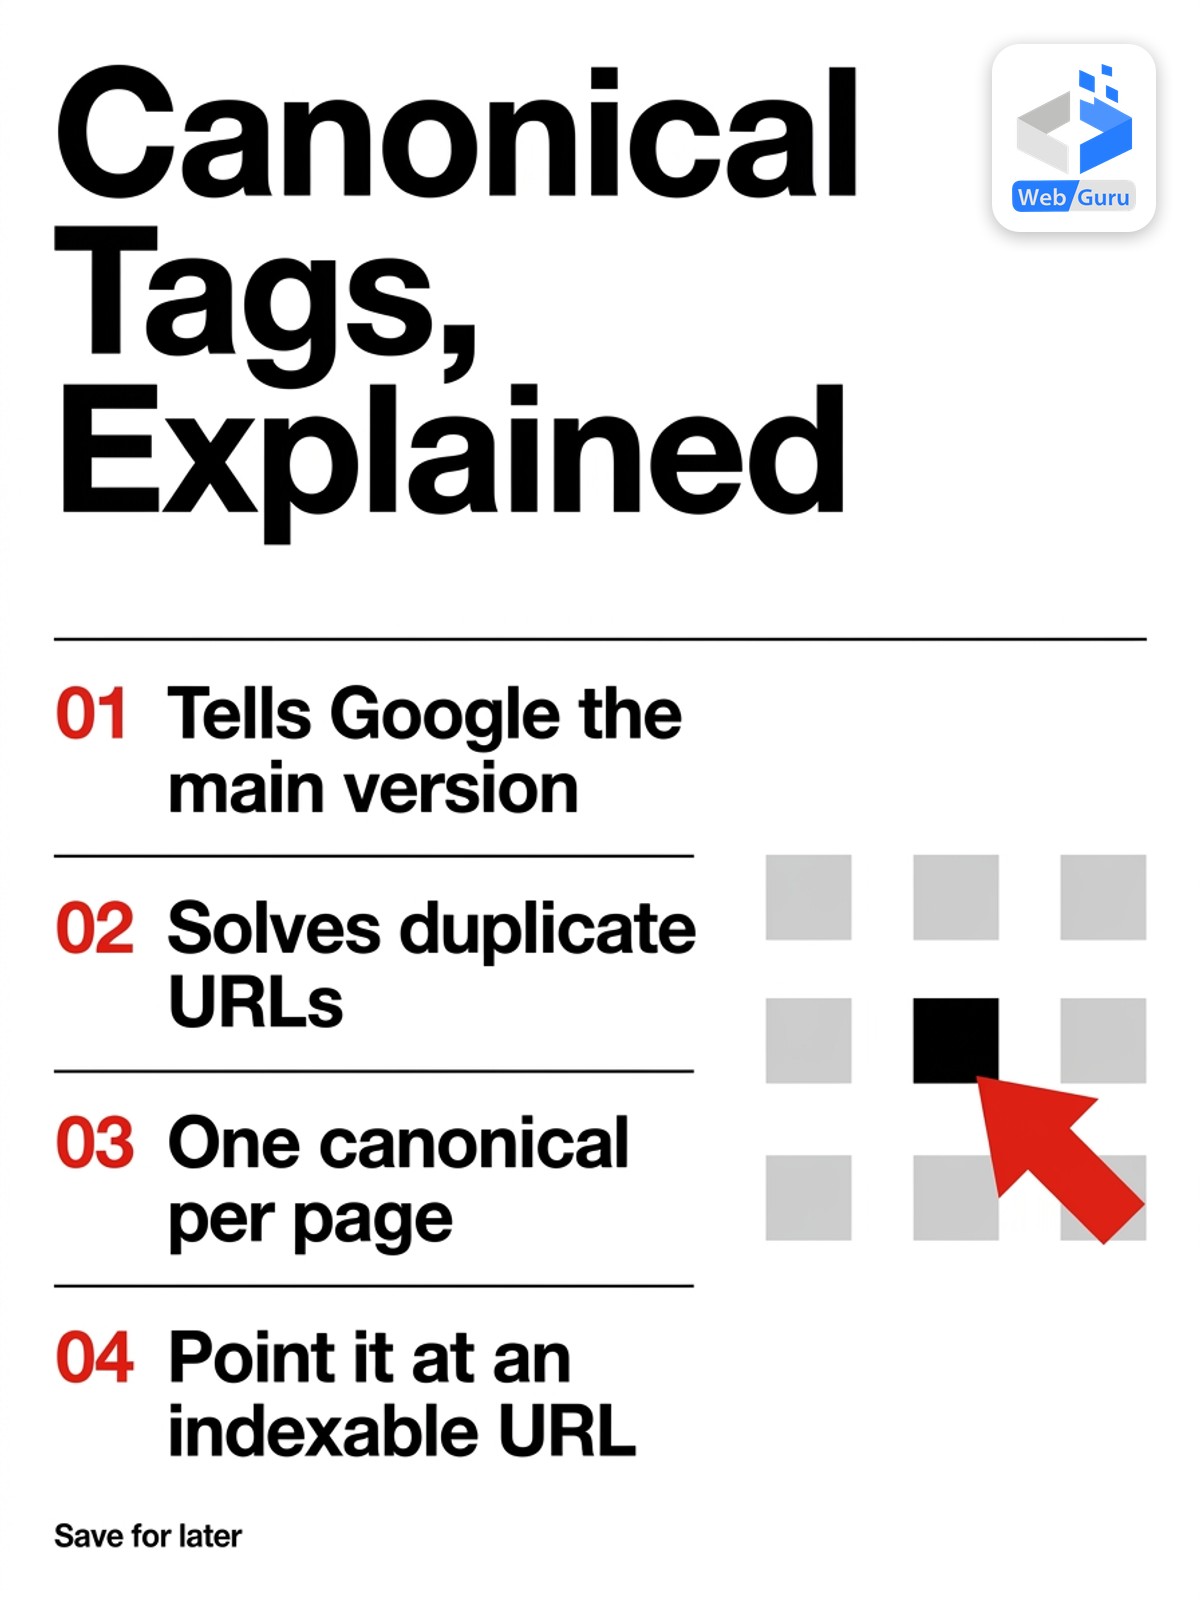 Canonical
Tags,
Explained
Web Guru
01 Tells Google the
main version
02 Solves duplicate
URLs
03 One canonical
per page
04 Point it at an
indexable URL
Save for later